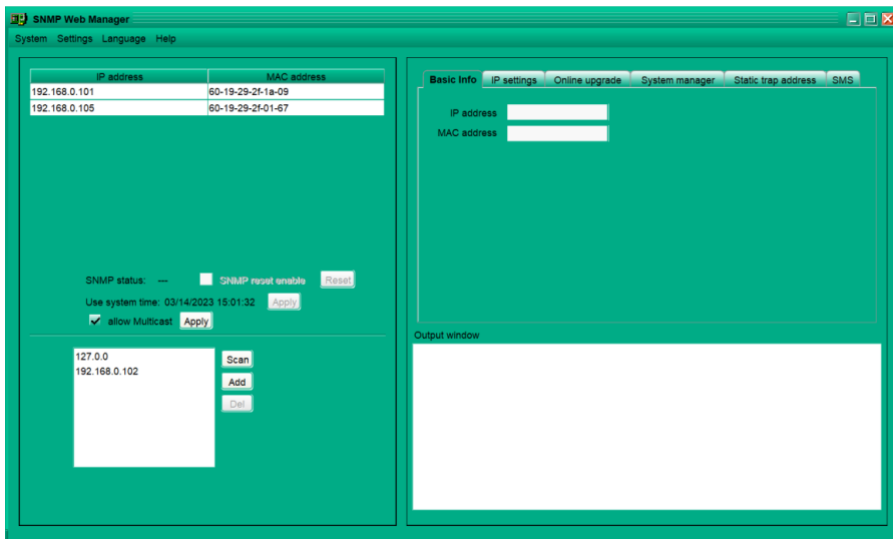 SNMP Web Manager
System Settings Language Help
IP address MAC address
192.168.0.101 60-19-29-2f-1a-09
192.168.0.105 60-19-29-2f-01-67
SNMP status: --- SNMP reset enable Reset
Use system time: 03/14/2023 15:01:32 Apply
allow Multicast Apply
127.0.0
192.168.0.102
Scan
Add
Del
Basic Info IP settings Online upgrade System manager Static trap address SMS
IP address
MAC address
Output window